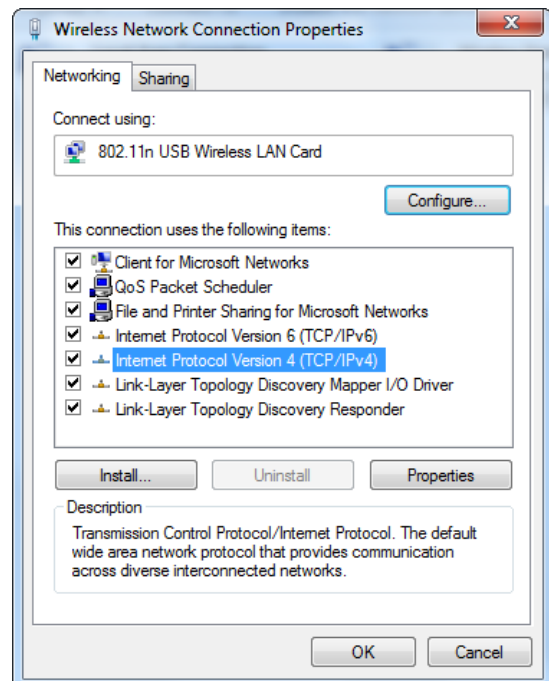 Wireless Network Connection Properties
Networking
Sharing
Connect using:
802.11n USB Wireless LAN Card
Configure...
This connection uses the following items:
Client for Microsoft Networks
QoS Packet Scheduler
File and Printer Sharing for Microsoft Networks
Internet Protocol Version 6 (TCP/IPv6)
Internet Protocol Version 4 (TCP/IPv4)
Link-Layer Topology Discovery Mapper I/O Driver
Link-Layer Topology Discovery Responder
Install...
Uninstall
Properties
Description
Transmission Control Protocol/Internet Protocol. The default
wide area network protocol that provides communication
across diverse interconnected networks.
OK
Cancel